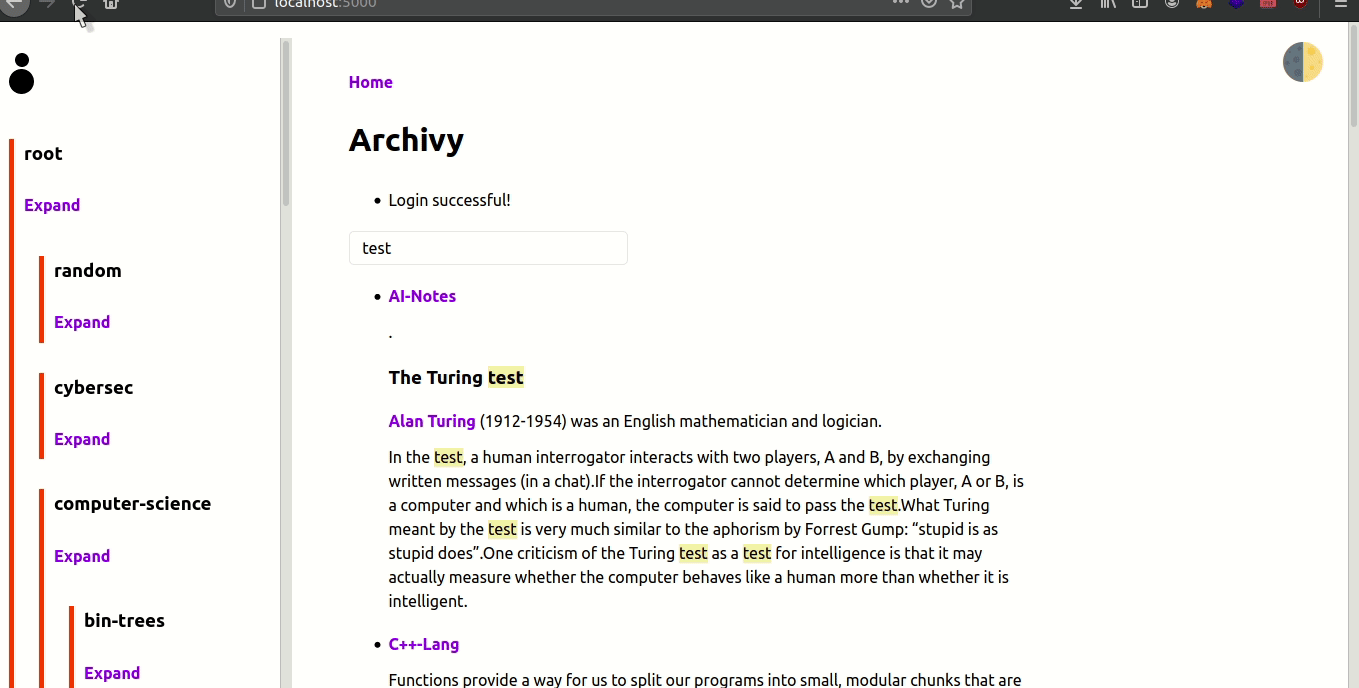 localhost:5000
root
Expand
random
Expand
cybersec
Expand
computer-science
Expand
bin-trees
Expand
Home
Archivy
Login successful!
test
AI-Notes
.
The Turing test
Alan Turing (1912-1954) was an English mathematician and logician.
In the test, a human interrogator interacts with two players, A and B, by exchanging
written messages (in a chat).If the interrogator cannot determine which player, A or B, is
a computer and which is a human, the computer is said to pass the test.What Turing
meant by the test is very much similar to the aphorism by Forrest Gump: “stupid is as
stupid does”.One criticism of the Turing test as a test for intelligence is that it may
actually measure whether the computer behaves like a human more than whether it is
intelligent.
C++-Lang
Functions provide a way for us to split our programs into small, modular chunks that are